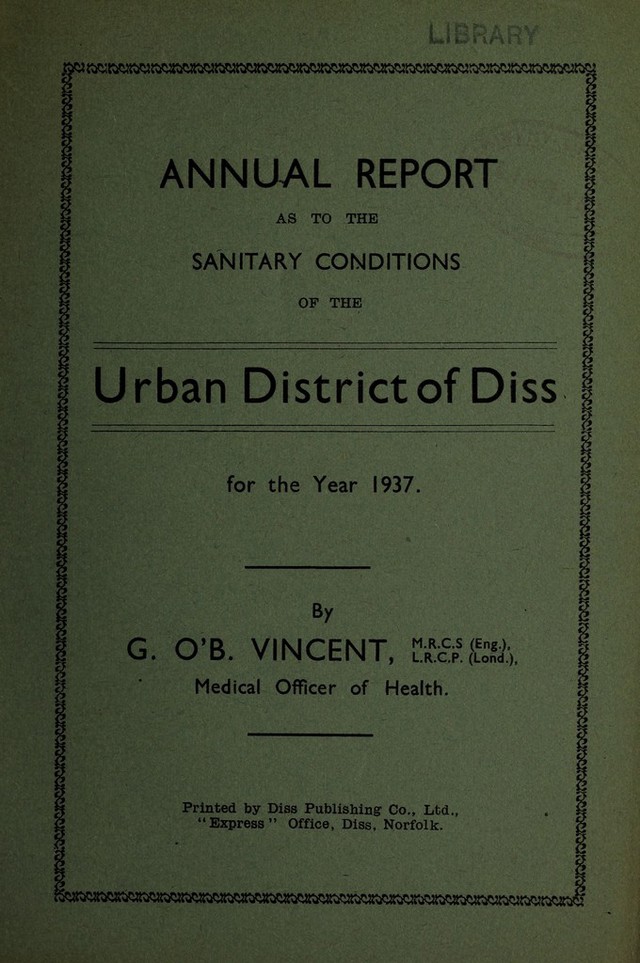 LIBRARY
ANNUAL REPORT
AS TO THE
SANITARY CONDITIONS
OF THE
Urban District of Diss
for the Year 1937.
By
G. O'B. VINCENT, M.R.C.S (Eng.),
L.R.C.P. (Lond.),
Medical Officer of Health.
Printed by Diss Publishing Co., Ltd.,
"Express" Office, Diss, Norfolk.